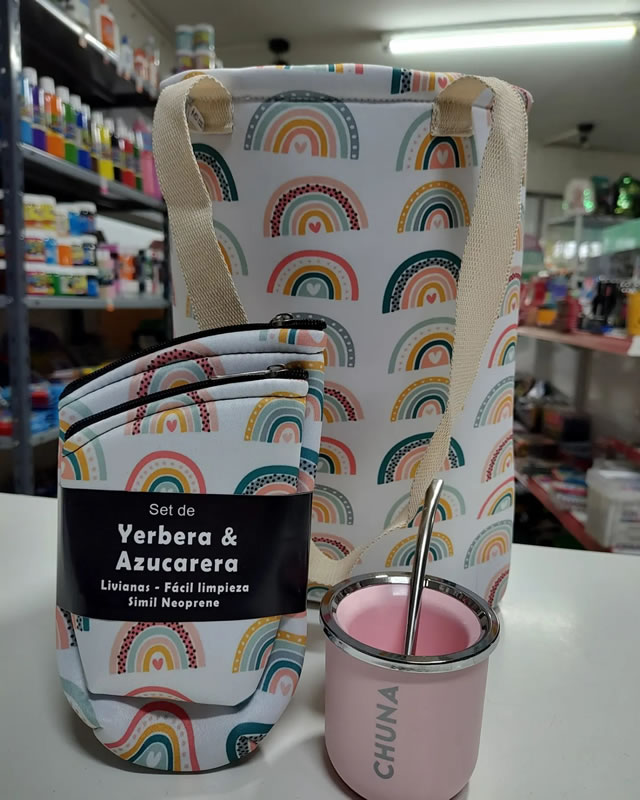 Set de
Yerbera &
Azucarera
Livianas - Fácil limpieza
Simil Neoprene
CHUNA